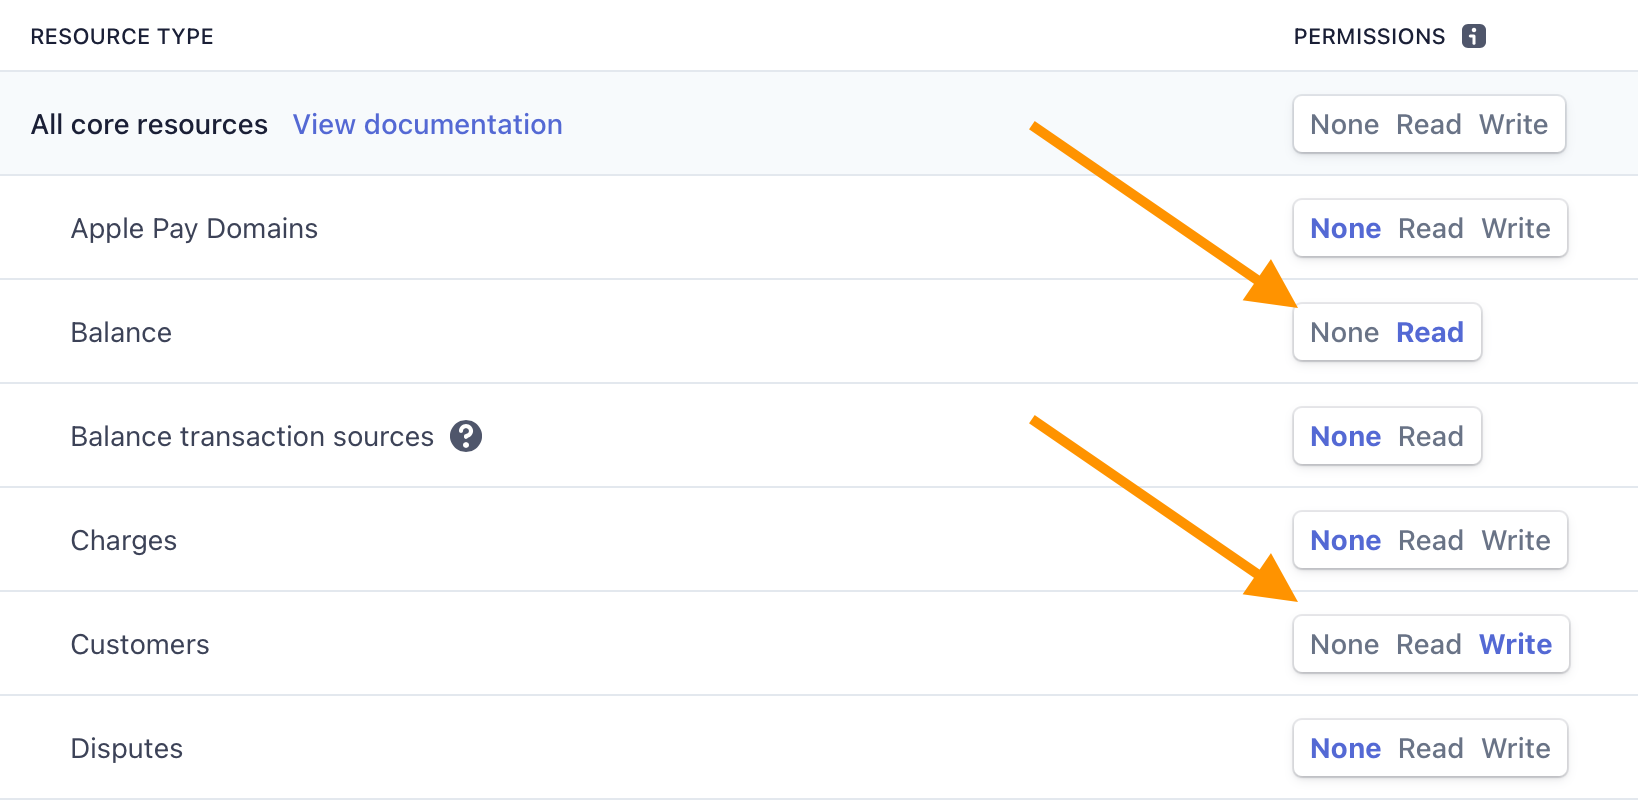 RESOURCE TYPE PERMISSIONS i
All core resources View documentation None Read Write
Apple Pay Domains None Read Write
Balance None Read
Balance transaction sources ? None Read
Charges None Read Write
Customers None Read Write
Disputes None Read Write